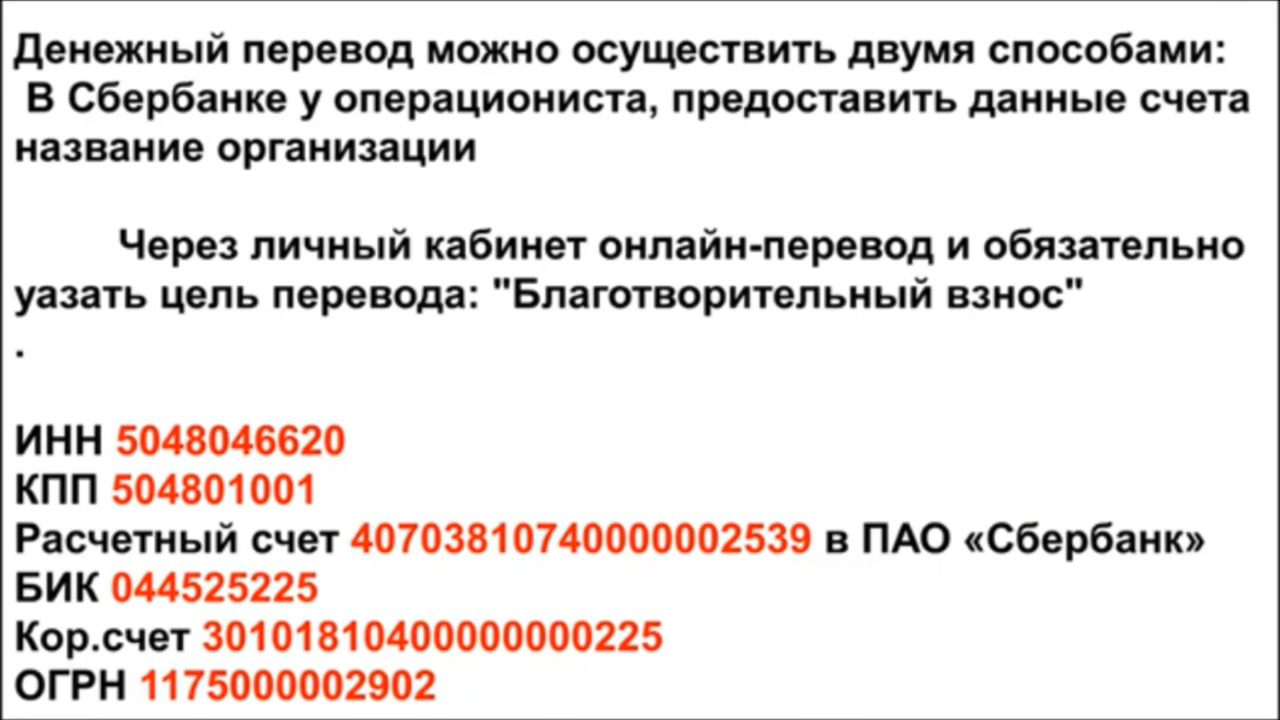 Денежный перевод можно осуществить двумя способами:
В Сбербанке у операциониста, предоставить данные счета
название организации
Через личный кабинет онлайн-перевод и обязательно
уазать цель перевода: "Благотворительный взнос"
.
ИНН 5048046620
КПП 504801001
Расчетный счет 40703810740000002539 в ПАО «Сбербанк»
БИК 044525225
Кор.счет 30101810400000000225
ОГРН 1175000002902